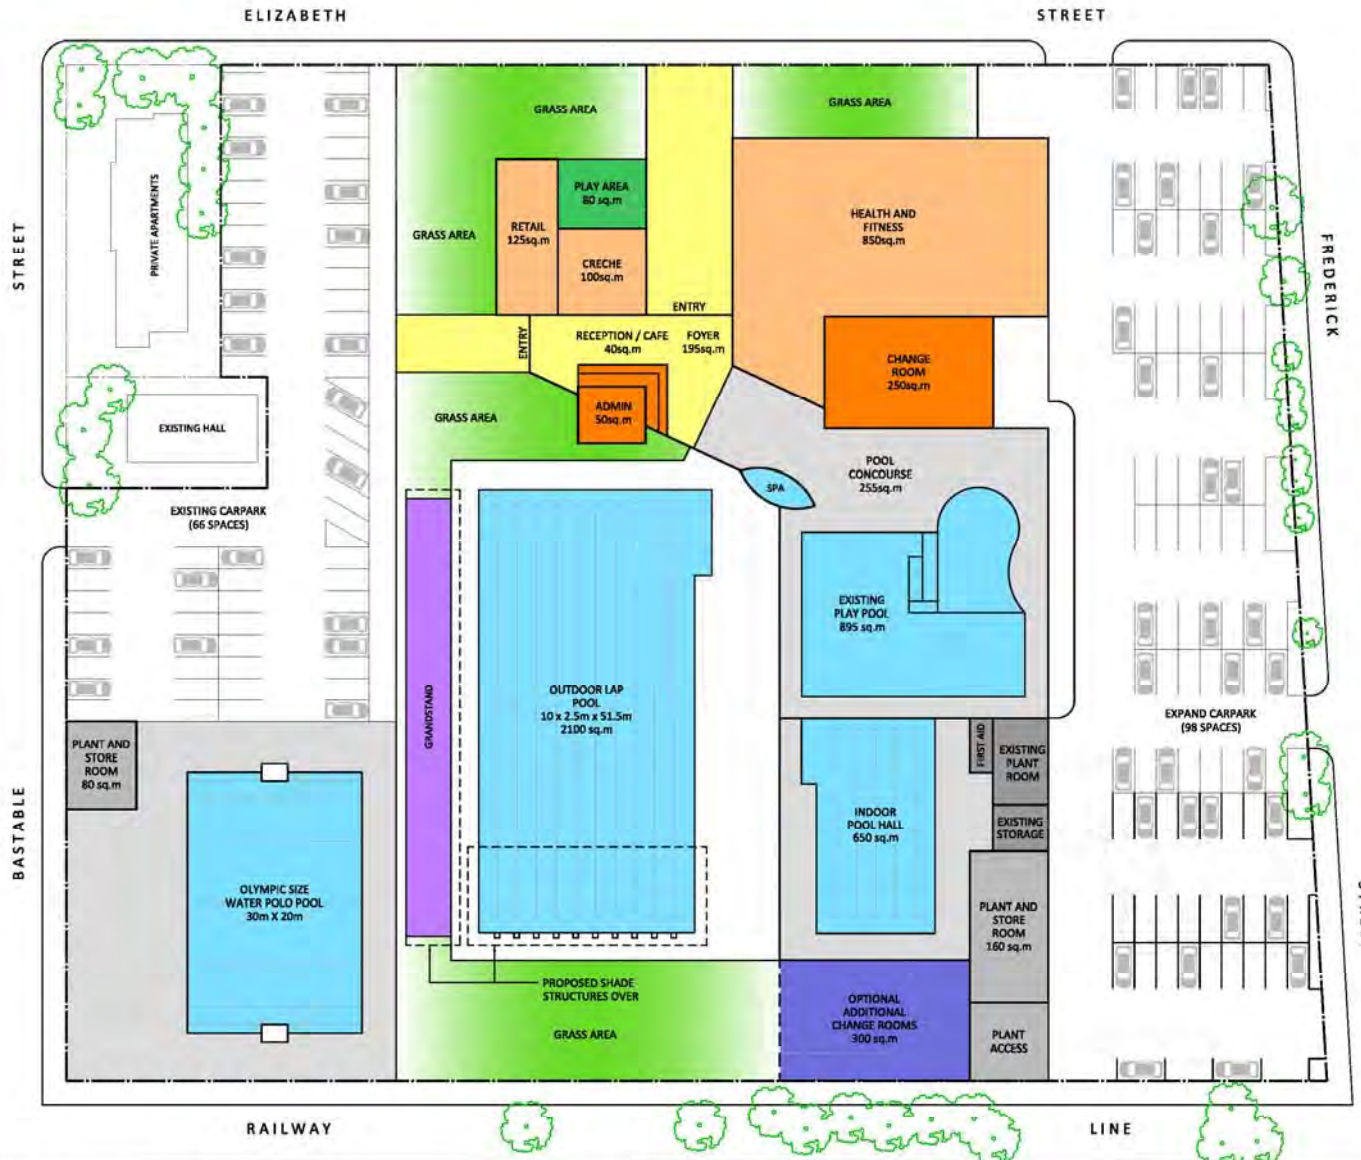 ELIZABETH STREET
GRASS AREA
GRASS AREA
PLAY AREA
80 sq.m
RETAIL
125sq.m
CRECHE
100sq.m
GRASS AREA
HEALTH AND
FITNESS
850sq.m
PRIVATE APARTMENTS
STREET
FREDERICK
ENTRY
ENTRY
RECEPTION / CAFE
40sq.m
FOYER
195sq.m
CHANGE
ROOM
250sq.m
ADMIN
50sq.m
GRASS AREA
EXISTING HALL
POOL
CONCOURSE
255sq.m
SPA
EXISTING CARPARK
(66 SPACES)
EXISTING
PLAY POOL
895 sq.m
GRANDSTAND
OUTDOOR LAP
POOL
10 x 2.5m x 51.5m
2100 sq.m
EXPAND CARPARK
(98 SPACES)
PLANT AND
STORE
ROOM
80 sq.m
FIRST AID
EXISTING
PLANT
ROOM
INDOOR
POOL HALL
650 sq.m
EXISTING
STORAGE
BASTABLE
OLYMPIC SIZE
WATER POLO POOL
30m X 20m
PLANT AND
STORE
ROOM
160 sq.m
PROPOSED SHADE
STRUCTURES OVER
GRASS AREA
OPTIONAL
ADDITIONAL
CHANGE ROOMS
300 sq.m
PLANT
ACCESS
RAILWAY LINE